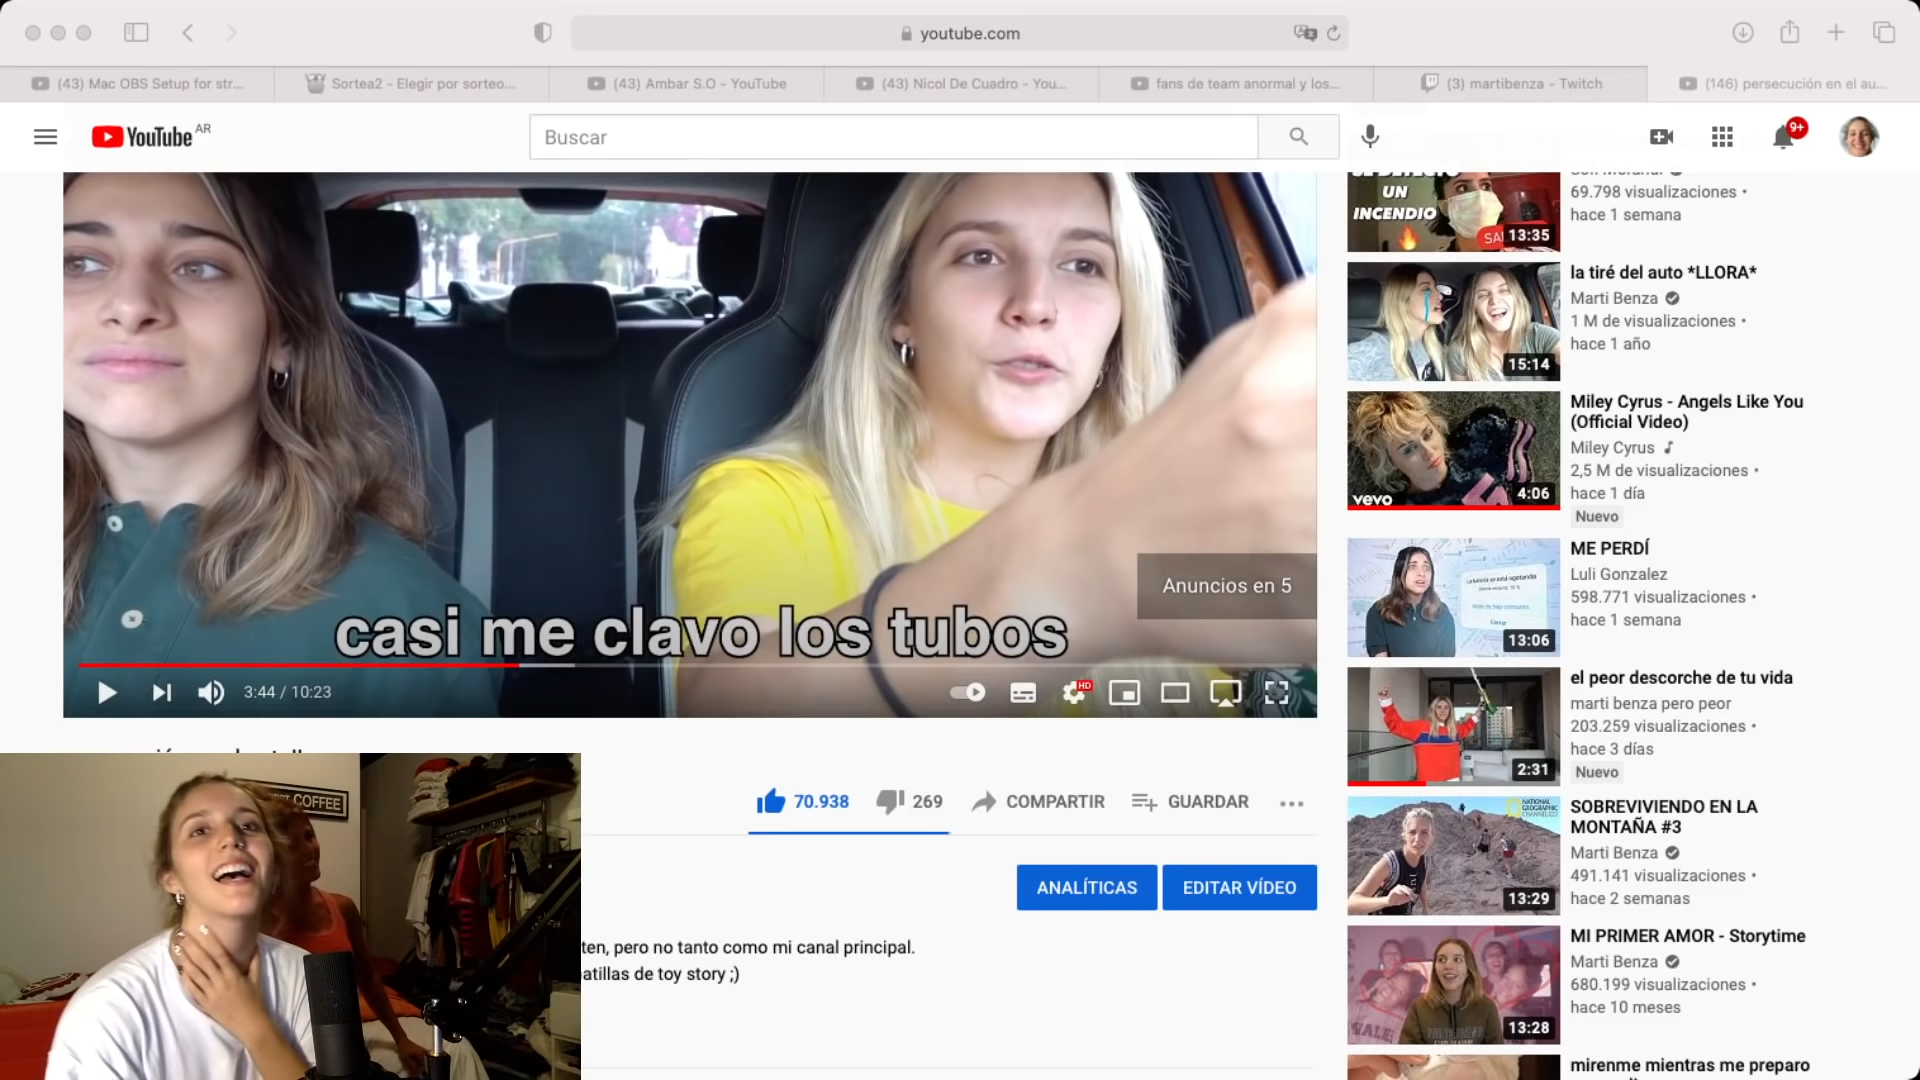 youtube.com
(43) Mac OBS Setup for str...
Sortea2 - Elegir por sorteo...
(43) Ambar S.O - YouTube
(43) Nicol De Cuadro - You...
fans de team anormal y los...
(3) martibenza - Twitch
(146) persecución en el au...
YouTube AR
Buscar
9+
UN
INCENDIO
13:35
69.798 visualizaciones •
hace 1 semana
la tiré del auto *LLORA*
Marti Benza
1 M de visualizaciones •
hace 1 año
15:14
Miley Cyrus - Angels Like You
(Official Video)
Miley Cyrus
2,5 M de visualizaciones •
hace 1 día
Nuevo
vevo
4:06
ME PERDÍ
Luli Gonzalez
598.771 visualizaciones •
hace 1 semana
13:06
el peor descorche de tu vida
marti benza pero peor
203.259 visualizaciones •
hace 3 días
Nuevo
2:31
SOBREVIVIENDO EN LA
MONTAÑA #3
Marti Benza
491.141 visualizaciones •
hace 2 semanas
NATIONAL
GEOGRAPHIC
13:29
MI PRIMER AMOR - Storytime
Marti Benza
680.199 visualizaciones •
hace 10 meses
13:28
mirenme mientras me preparo
Anuncios en 5
casi me clavo los tubos
3:44 / 10:23
HD
70.938
269
COMPARTIR
GUARDAR
ANALÍTICAS
EDITAR VÍDEO
ten, pero no tanto como mi canal principal.
atillas de toy story ;)
COFFEE